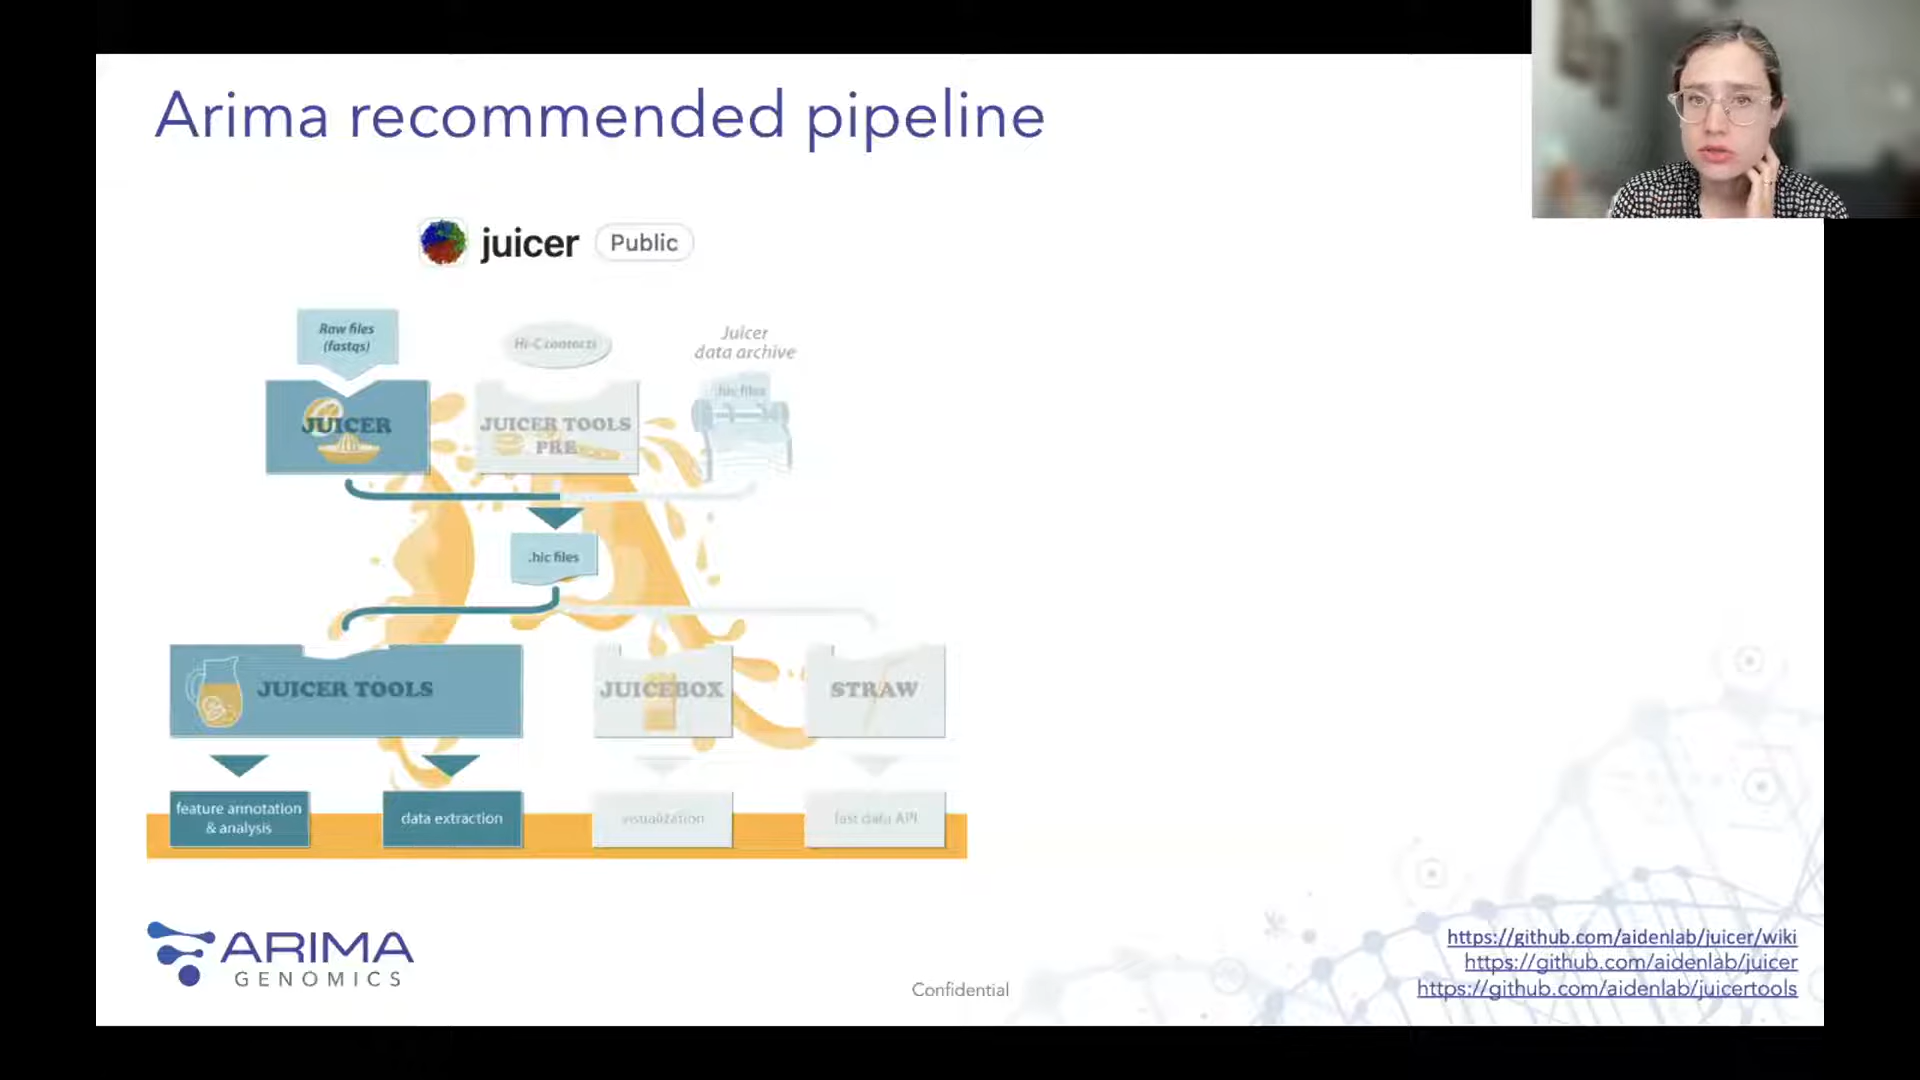 Arima recommended pipeline
juicer Public
Raw files
(fastqs)
Hi-C contacts
Juicer
data archive
.hic files
JUICER
JUICER TOOLS
PRE
.hic files
JUICER TOOLS
JUICEBOX
STRAW
feature annotation
& analysis
data extraction
visualization
fast data API
ARIMA
GENOMICS
Confidential
https://github.com/aidenlab/juicer/wiki
https://github.com/aidenlab/juicer
https://github.com/aidenlab/juicertools